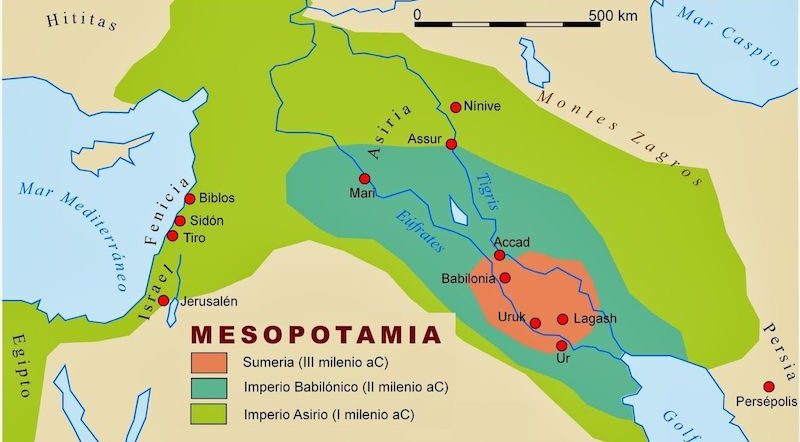 Hititas
0
500 km
Mar Caspio
Montes Zagros
Asiria
Nínive
Assur
Mari
Tigris
Eúfrates
Mar Mediterráneo
Fenicia
Biblos
Sidón
Tiro
Israel
Jerusalén
Accad
Babilonia
Uruk
Lagash
Ur
Egipto
Persia
Persépolis
Golf
MESOPOTAMIA
Sumeria (III milenio aC)
Imperio Babilónico (II milenio aC)
Imperio Asirio (I milenio aC)